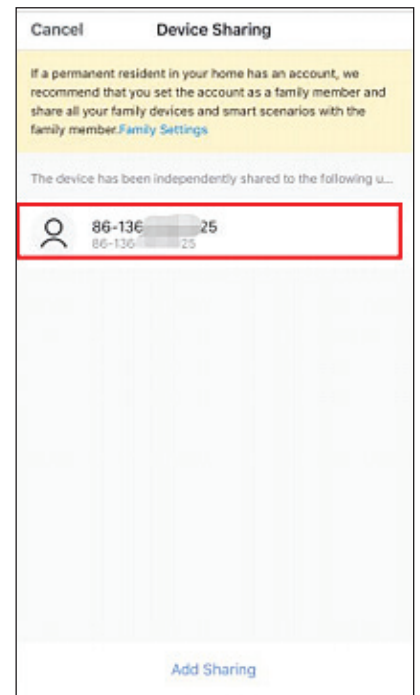 Cancel Device Sharing
If a permanent resident in your home has an account, we
recommend that you set the account as a family member and
share all your family devices and smart scenarios with the
family member.Family Settings
The device has been independently shared to the following u...
86-136 25
86-136 25
Add Sharing